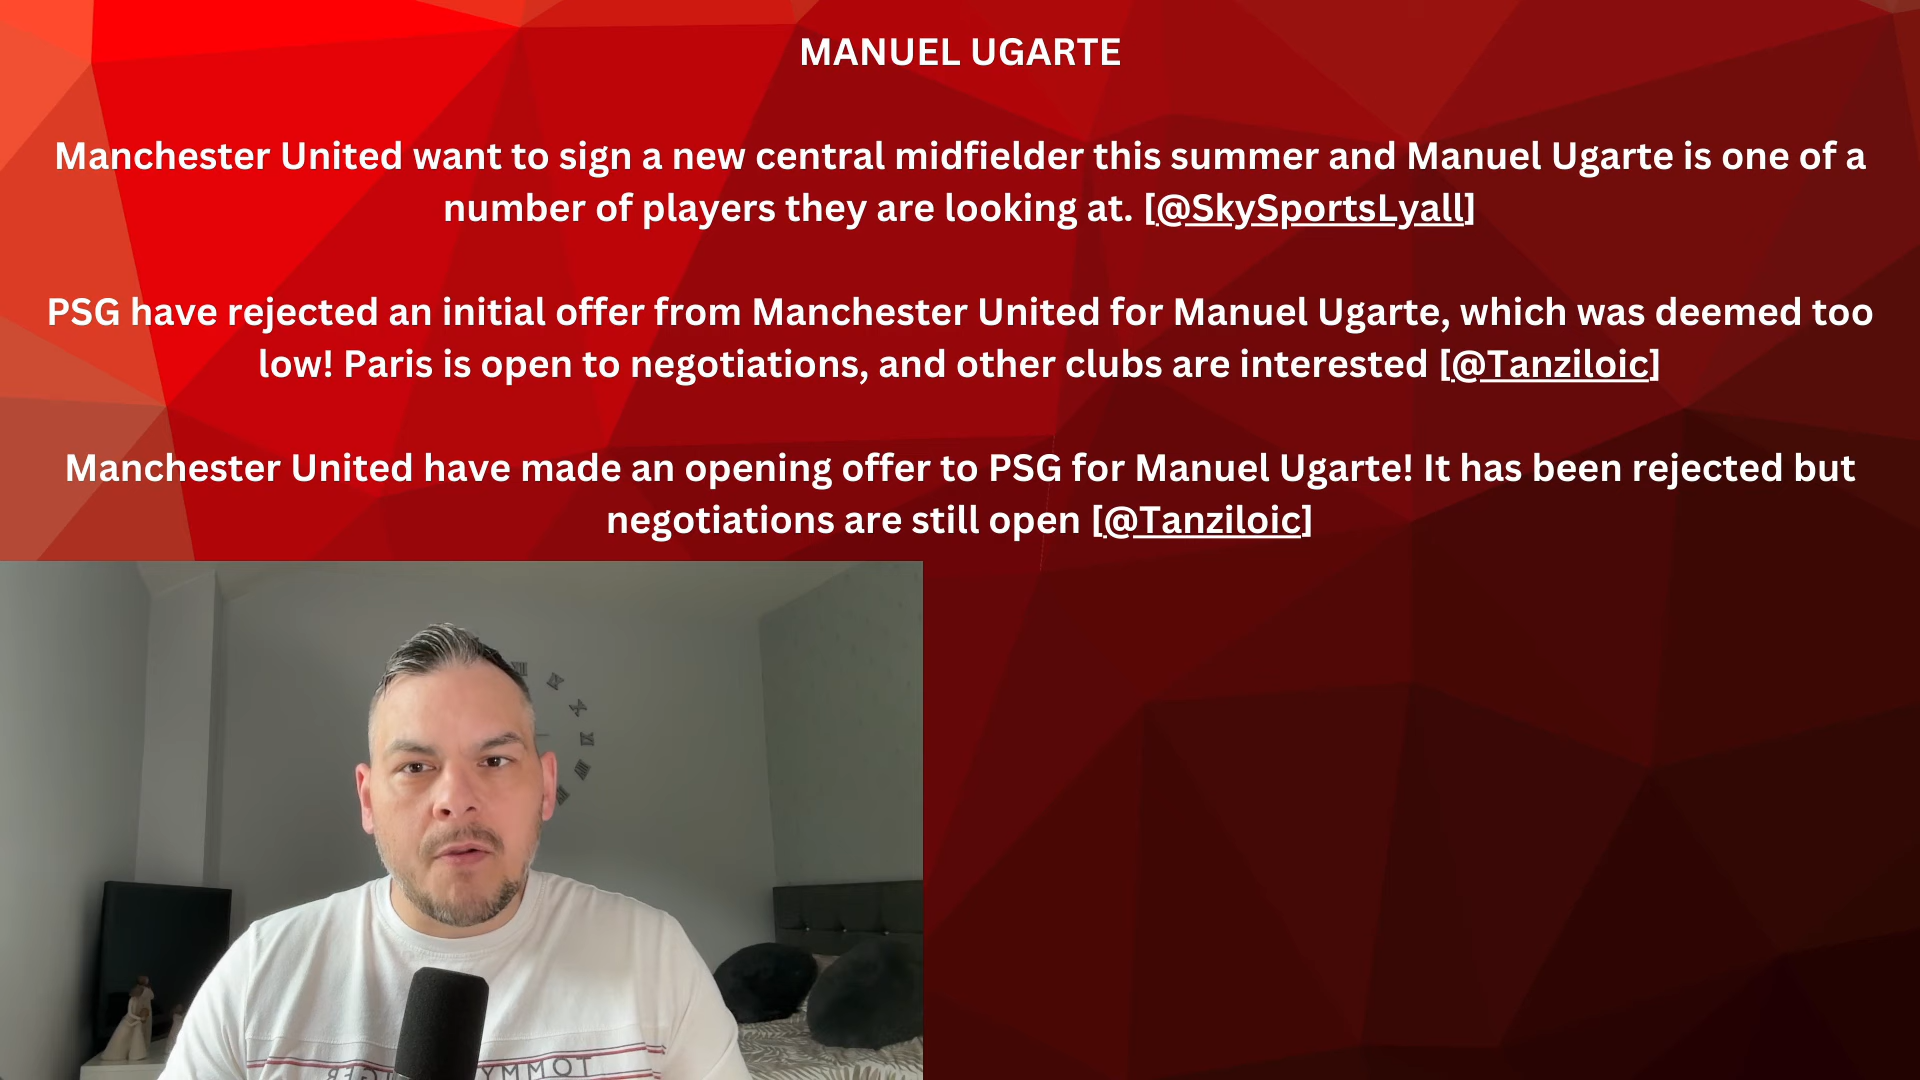 MANUEL UGARTE
Manchester United want to sign a new central midfielder this summer and Manuel Ugarte is one of a
number of players they are looking at. [@SkySportsLyall]
PSG have rejected an initial offer from Manchester United for Manuel Ugarte, which was deemed too
low! Paris is open to negotiations, and other clubs are interested [@Tanziloic]
Manchester United have made an opening offer to PSG for Manuel Ugarte! It has been rejected but
negotiations are still open [@Tanziloic]
TOMMY